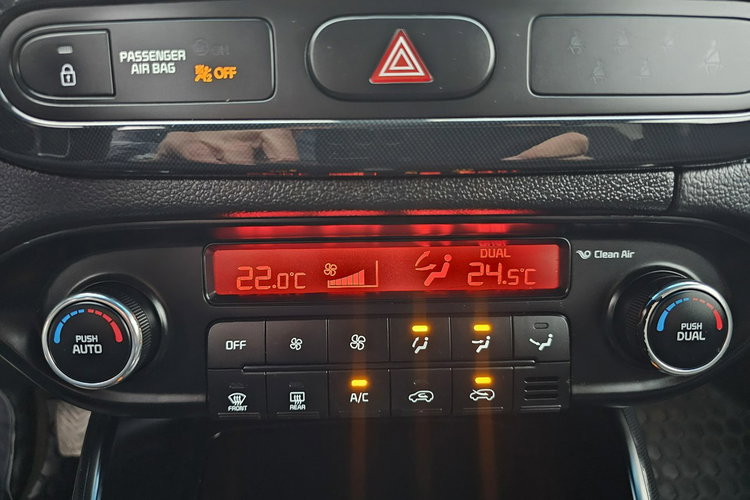 PASSENGER
AIR BAG
OFF
DUAL
22.0°C
24.5°C
Clean Air
PUSH
AUTO
OFF
PUSH
DUAL
FRONT
REAR
A/C